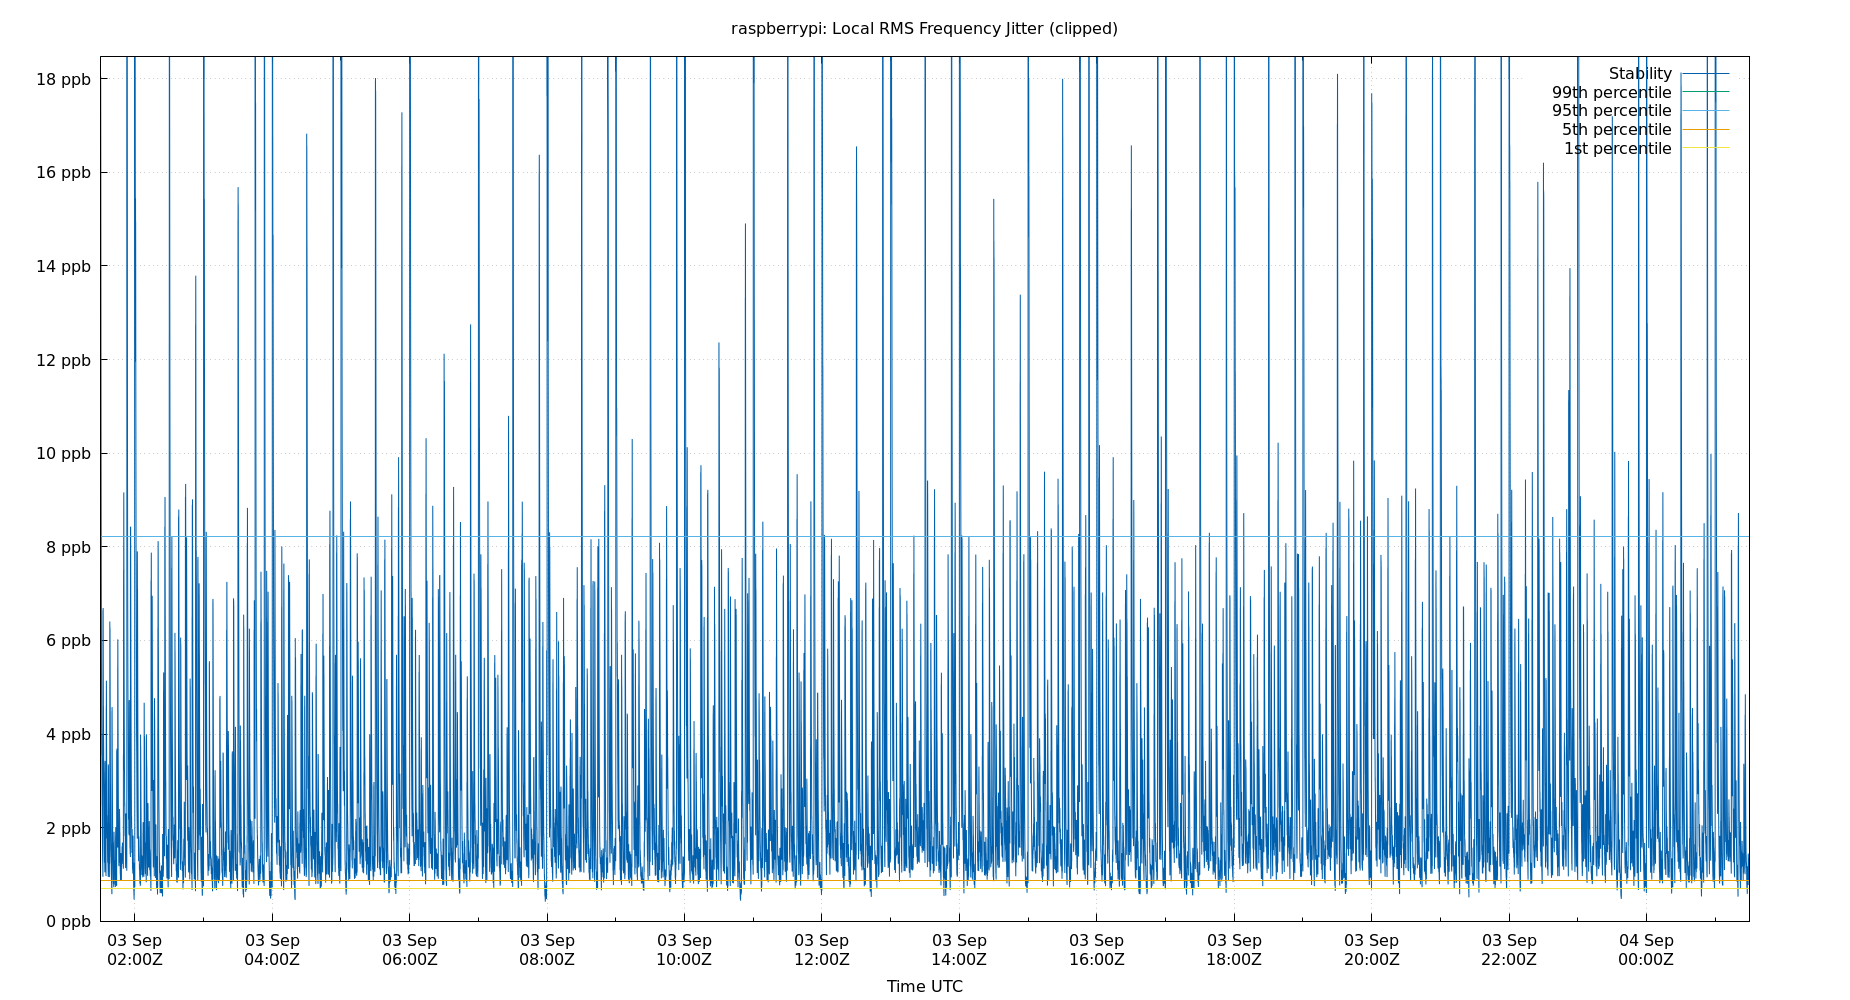 raspberrypi: Local RMS Frequency Jitter (clipped)
18 ppb
16 ppb
14 ppb
12 ppb
10 ppb
8 ppb
6 ppb
4 ppb
2 ppb
0 ppb
Stability
99th percentile
95th percentile
5th percentile
1st percentile
03 Sep 03 Sep 03 Sep 03 Sep 03 Sep 03 Sep 03 Sep 03 Sep 03 Sep 03 Sep 03 Sep 04 Sep
02:00Z 04:00Z 06:00Z 08:00Z 10:00Z 12:00Z 14:00Z 16:00Z 18:00Z 20:00Z 22:00Z 00:00Z
Time UTC